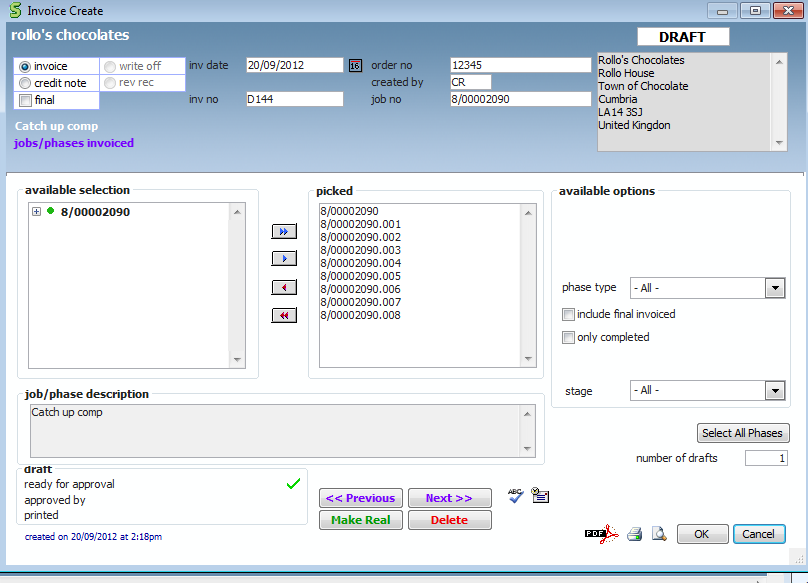 Invoice Create
rollo's chocolates
DRAFT
invoice
write off
inv date
20/09/2012
16
order no
12345
credit note
rev rec
created by
CR
final
inv no
D144
job no
8/00002090
Rollo's Chocolates
Rollo House
Town of Chocolate
Cumbria
LA14 3SJ
United Kingdon
Catch up comp
jobs/phases invoiced
available selection
8/00002090
picked
8/00002090
8/00002090.001
8/00002090.002
8/00002090.003
8/00002090.004
8/00002090.005
8/00002090.006
8/00002090.007
8/00002090.008
available options
phase type
- All -
include final invoiced
only completed
stage
- All -
job/phase description
Catch up comp
Select All Phases
number of drafts
1
draft
ready for approval
approved by
printed
created on 20/09/2012 at 2:18pm
<< Previous
Next >>
Make Real
Delete
ABC
PDF
OK
Cancel